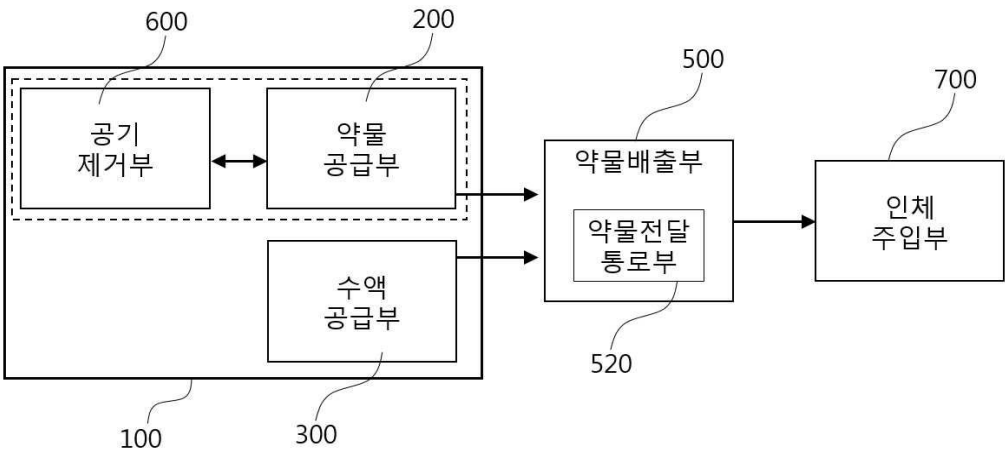 600
200
500
700
공기
제거부
약물
공급부
약물배출부
약물전달
통로부
인체
주입부
수액
공급부
520
100
300